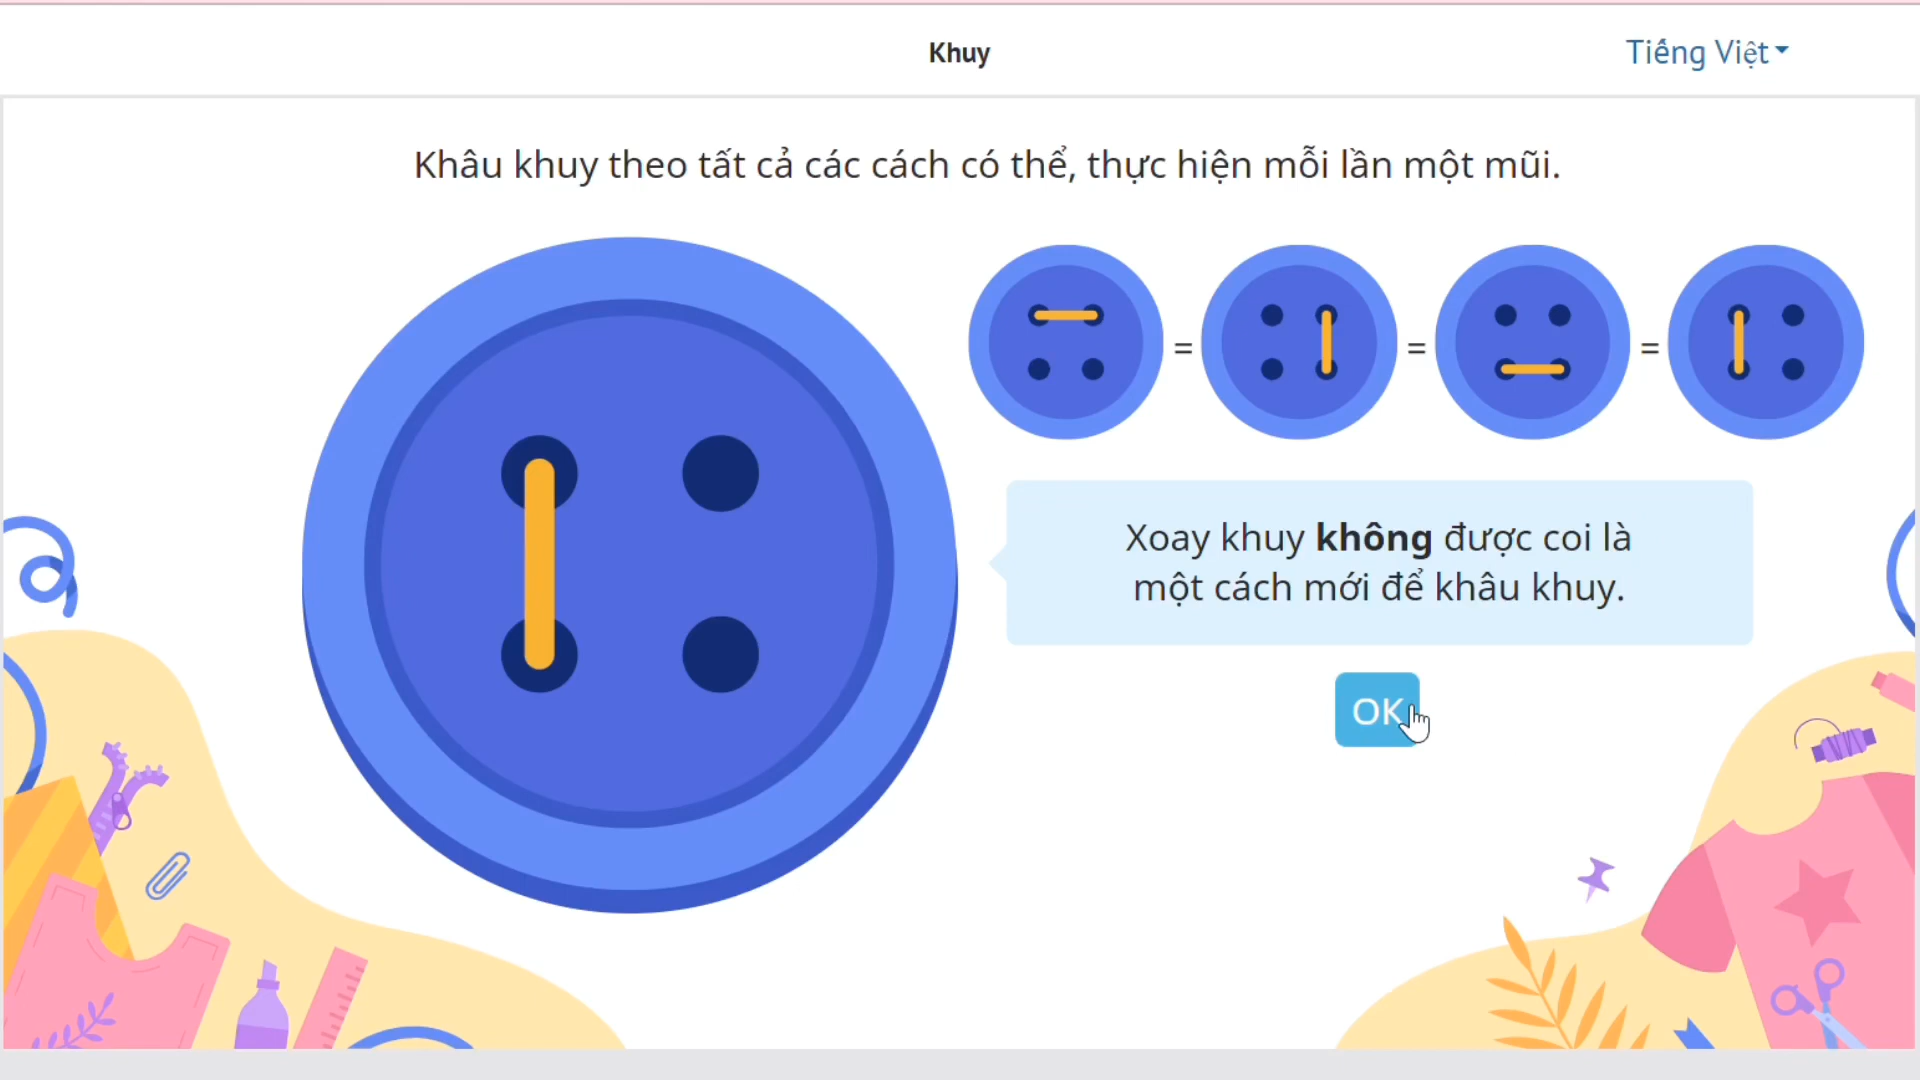 Khuy
Tiếng Việt
Khâu khuy theo tất cả các cách có thể, thực hiện mỗi lần một mũi.
= = =
Xoay khuy không được coi là
một cách mới để khâu khuy.
OK